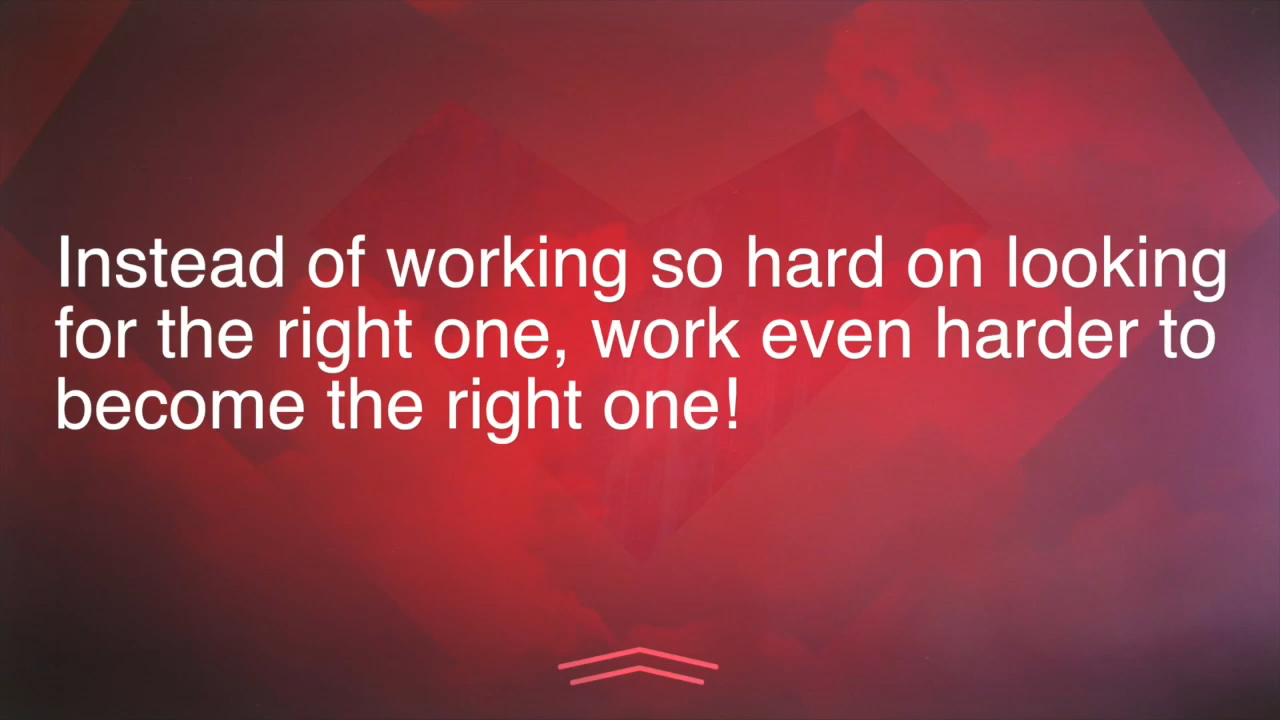 Instead of working so hard on looking
for the right one, work even harder to
become the right one!